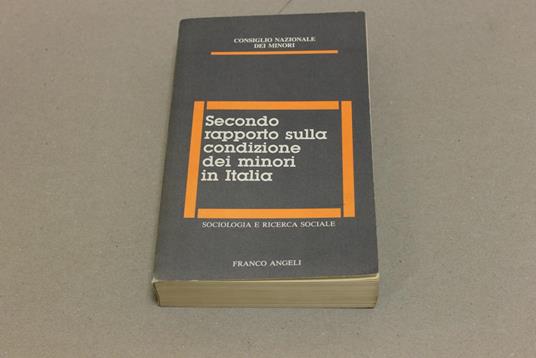 CONSIGLIO NAZIONALE
DEI MINORI
Secondo
rapporto sulla
condizione
dei minori
in Italia
SOCIOLOGIA E RICERCA SOCIALE
FRANCO ANGELI